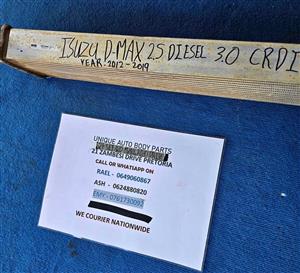 ISUZU D-MAX 2.5 DIESEL 3.0 CRDI
YEAR: 2012-2019
UNIQUE AUTO BODY PARTS
21 ZAMBESI DRIVE PRETORIA
CALL OR WHATSAPP ON
RAEL - 0649060867
ASH - 0624880820
0761730092
WE COURIER NATIONWIDE